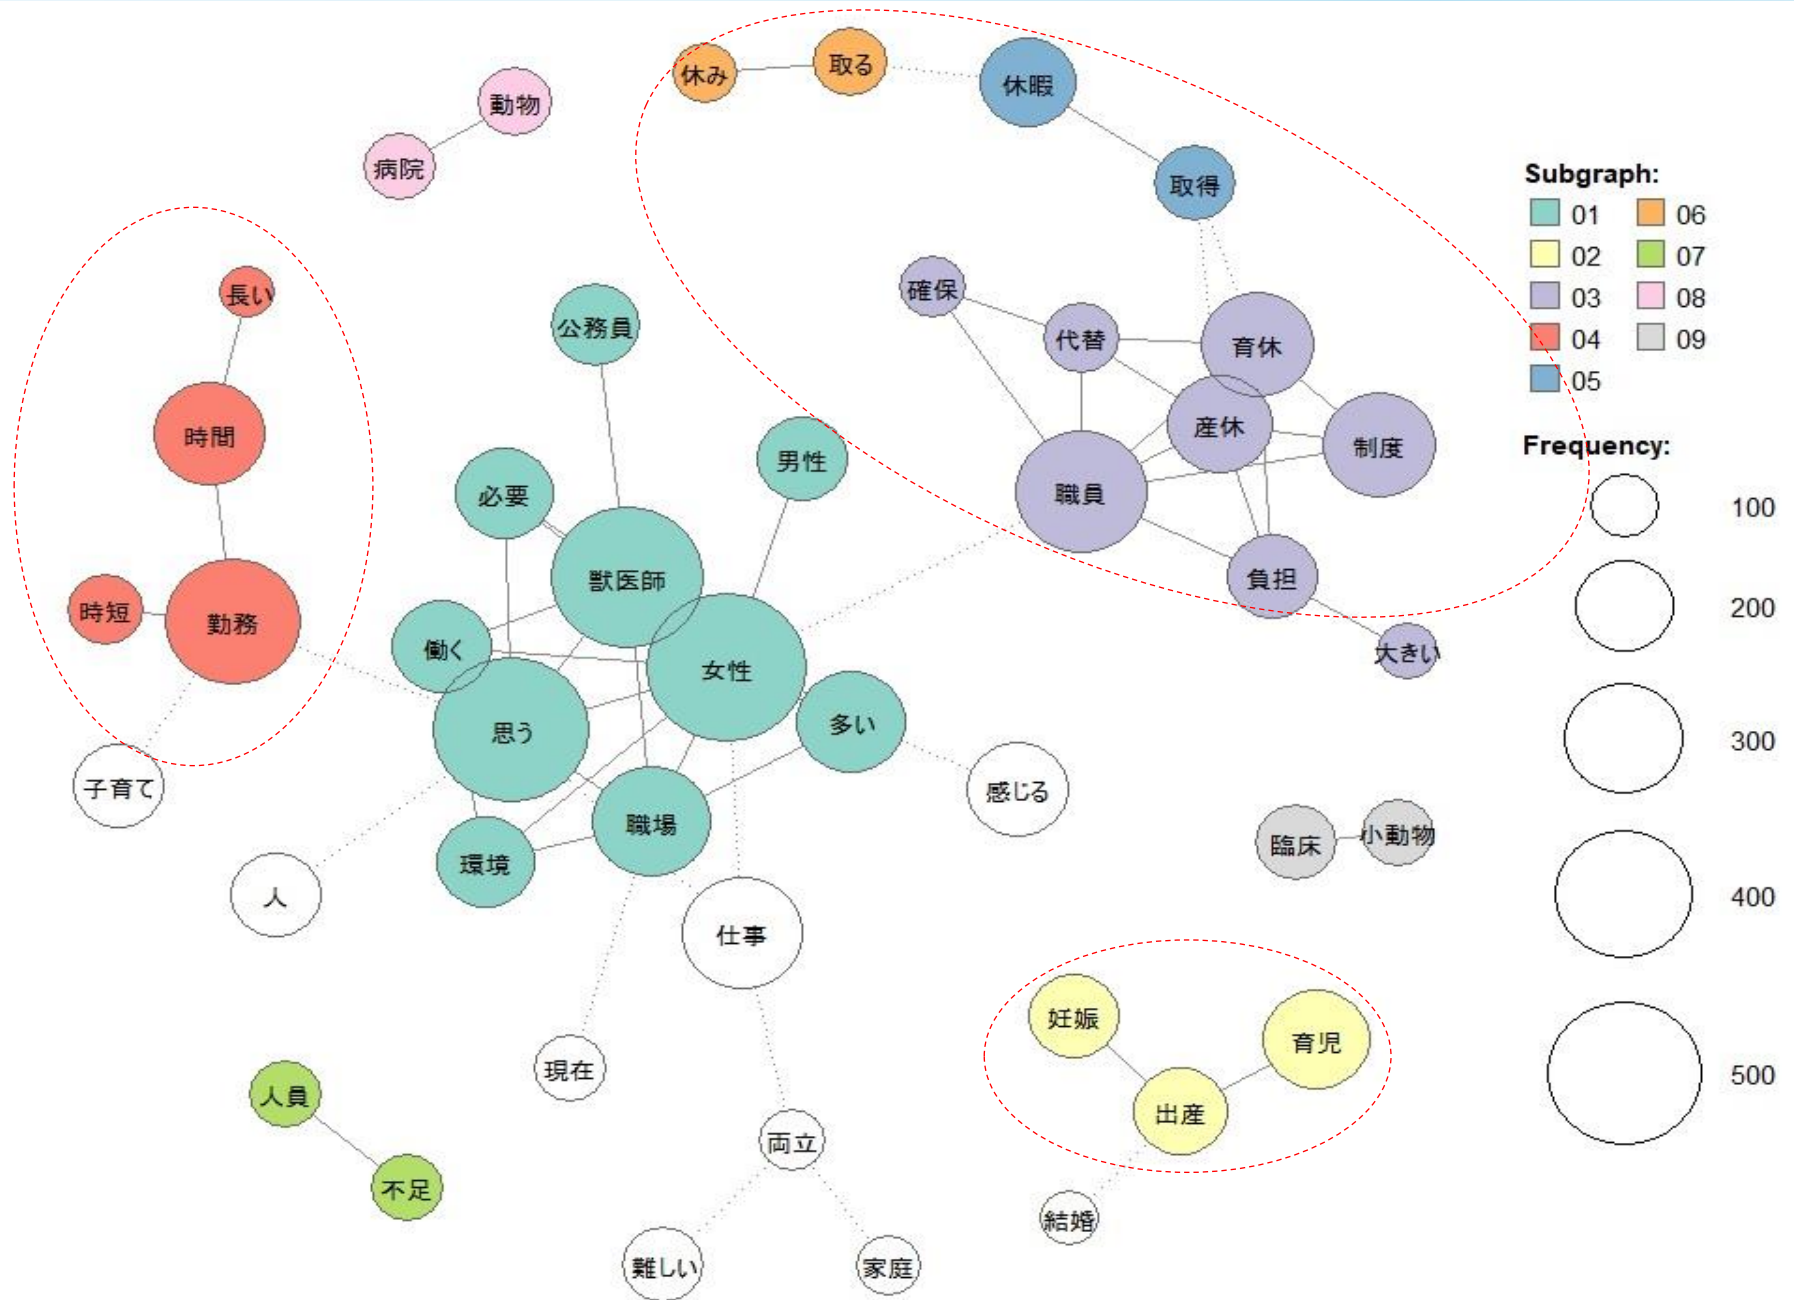 休み
取る
休暇
動物
病院
取得
Subgraph:
01
06
02
07
03
08
04
09
05
長い
確保
公務員
代替
育休
時間
産休
制度
Frequency:
必要
男性
職員
100
獣医師
負担
200
時短
勤務
働く
女性
大きい
思う
多い
300
子育て
感じる
職場
環境
臨床
小動物
人
仕事
400
妊娠
育児
現在
500
人員
出産
両立
不足
結婚
難しい
家庭